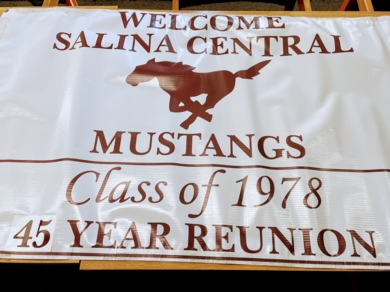 WELCOME
SALINA CENTRAL
MUSTANGS
Class of 1978
45 YEAR REUNION